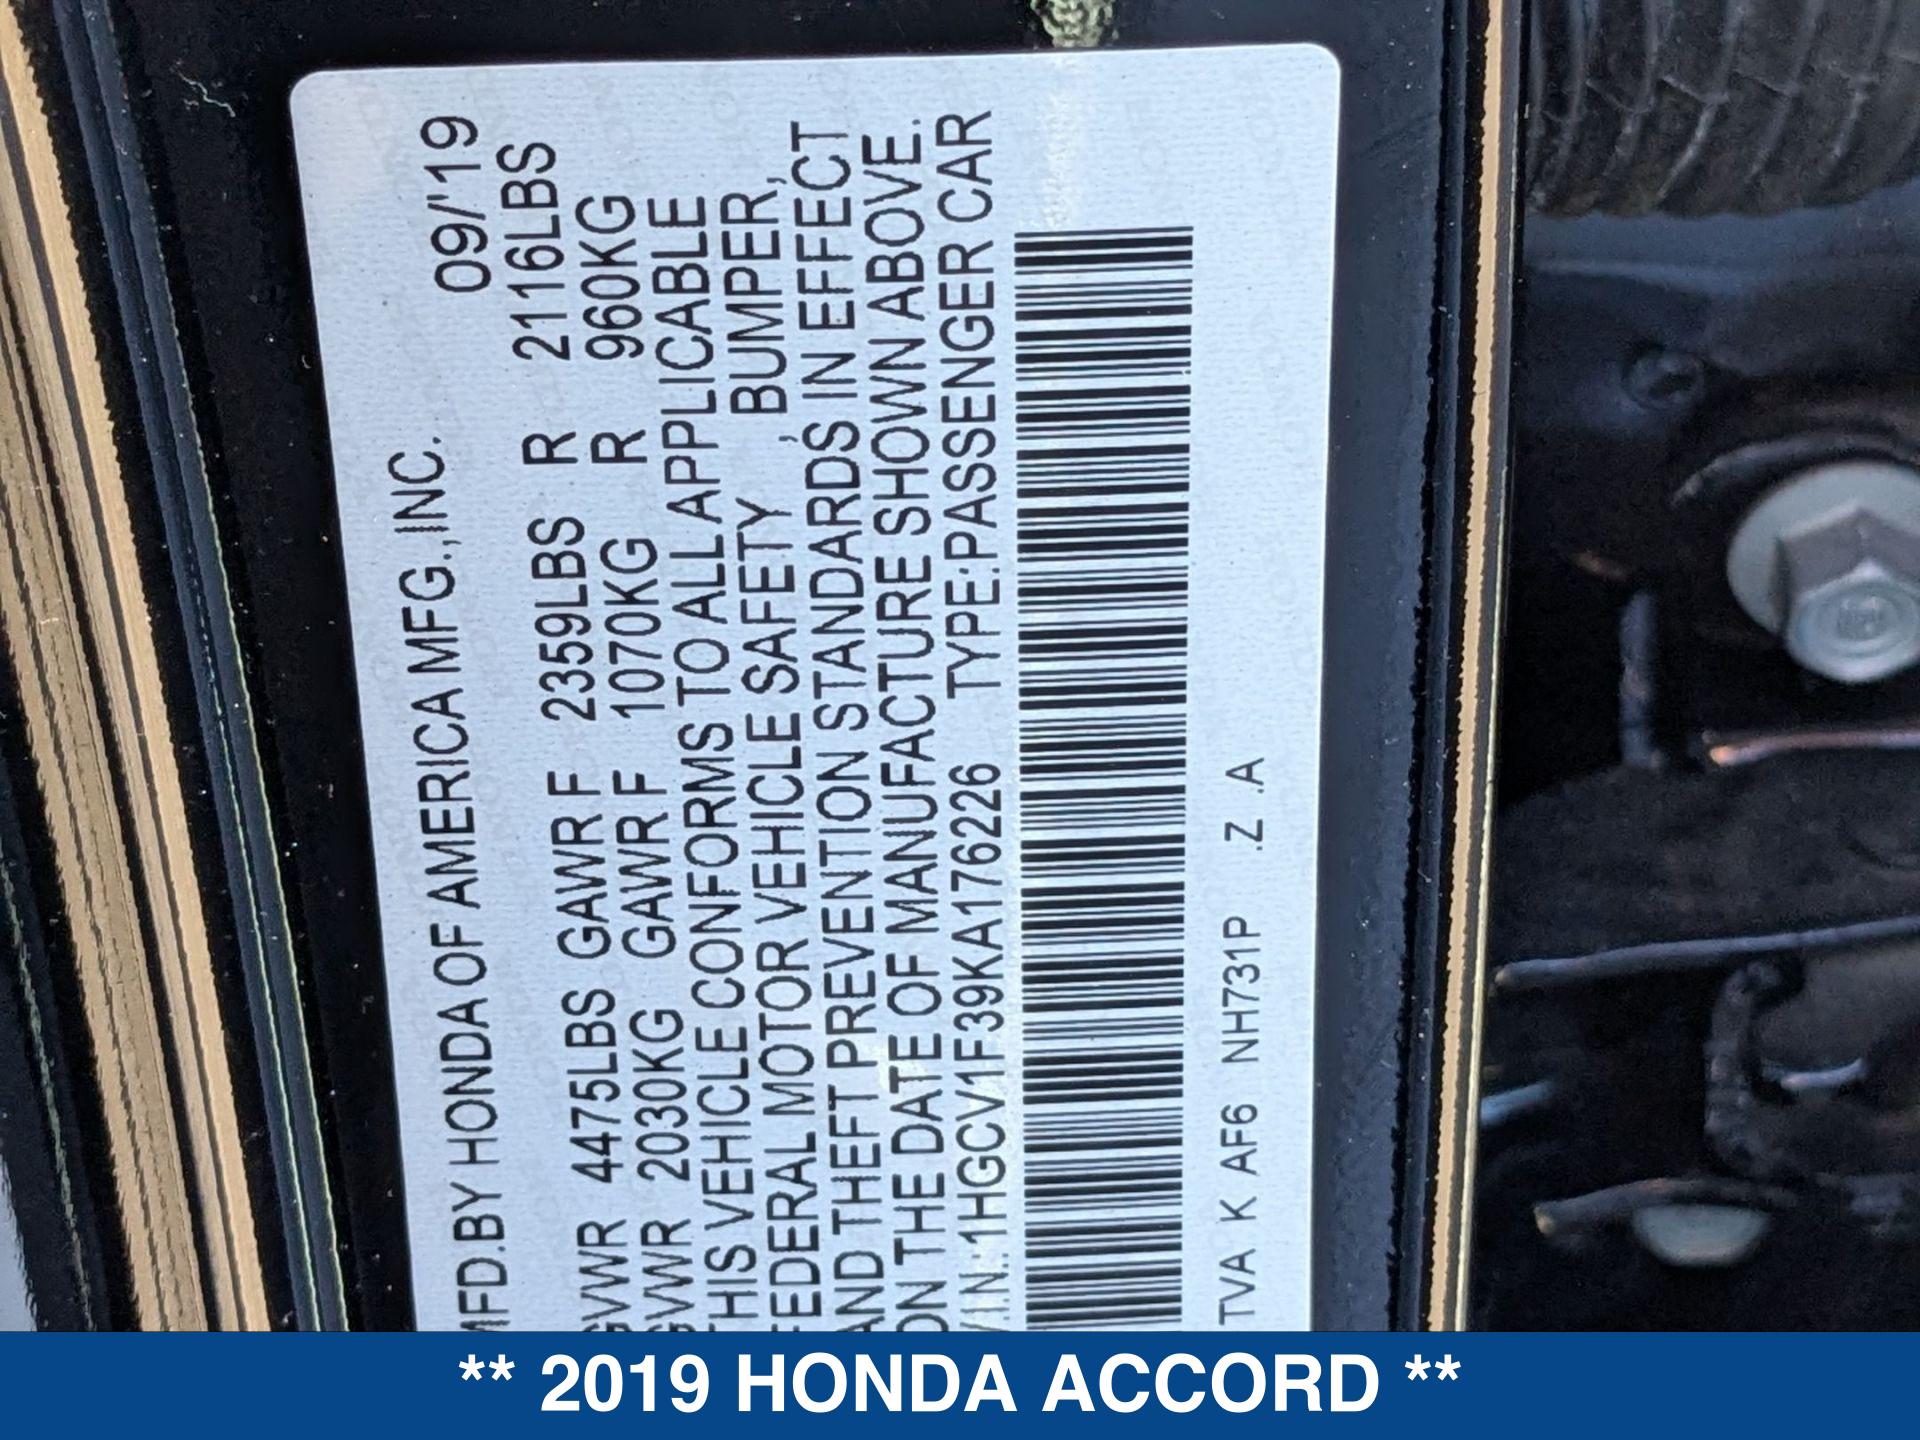 MFD.BY HONDA OF AMERICA MFG.,INC. 09/'19
GVWR 4475LBS GAWR F 2359LBS R 2116LBS
GVWR 2030KG GAWR F 1070KG R 960KG
THIS VEHICLE CONFORMS TO ALL APPLICABLE
FEDERAL MOTOR VEHICLE SAFETY , BUMPER,
AND THEFT PREVENTION STANDARDS IN EFFECT
ON THE DATE OF MANUFACTURE SHOWN ABOVE.
V.I.N.:1HGCV1F39KA176226 TYPE:PASSENGER CAR
TVA K AF6 NH731P .Z .A
** 2019 HONDA ACCORD **